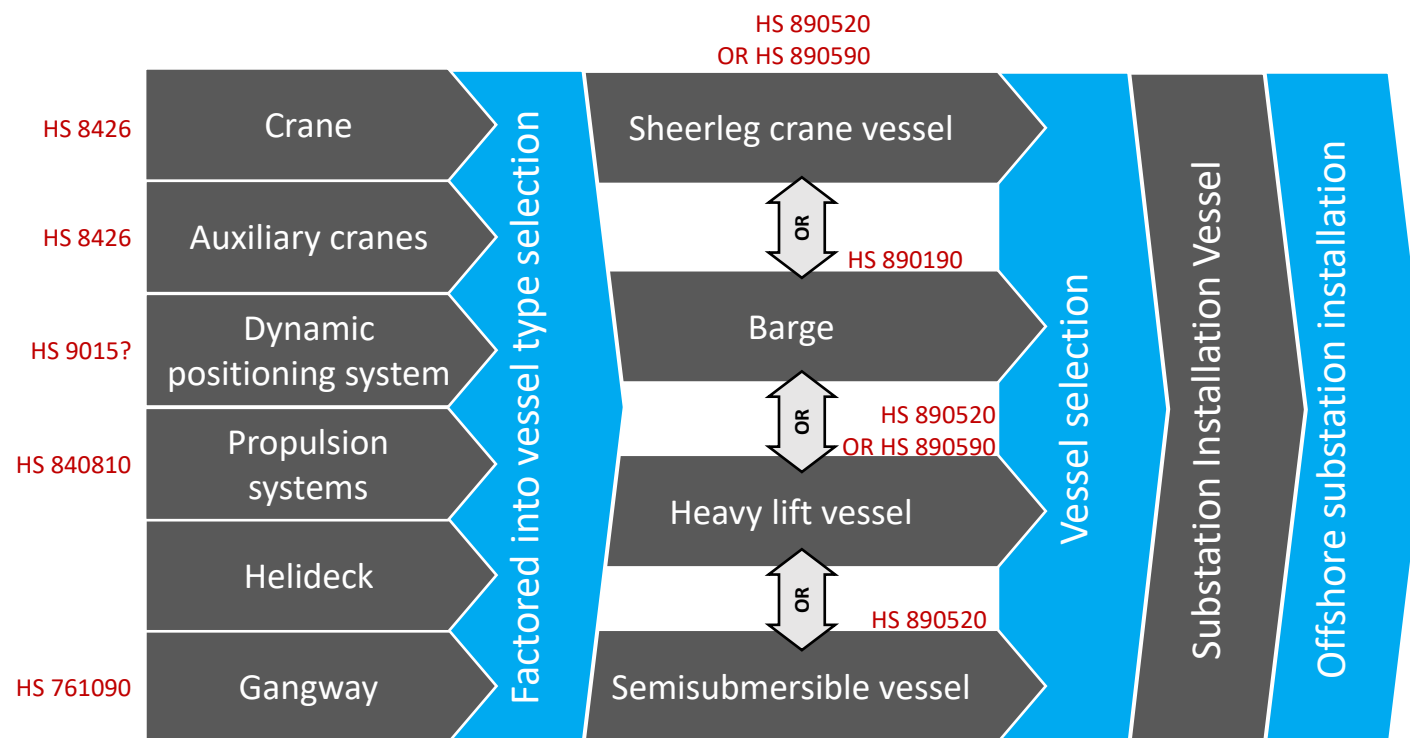 HS 890520
OR HS 890590
HS 8426
Crane
HS 8426
Auxiliary cranes
HS 9015?
Dynamic
positioning system
HS 840810
Propulsion
systems
Helideck
HS 761090
Gangway
Factored into vessel type selection
Sheerleg crane vessel
OR
HS 890190
Barge
OR
HS 890520
OR HS 890590
Heavy lift vessel
OR
HS 890520
Semisubmersible vessel
Vessel selection
Substation Installation Vessel
Offshore substation installation